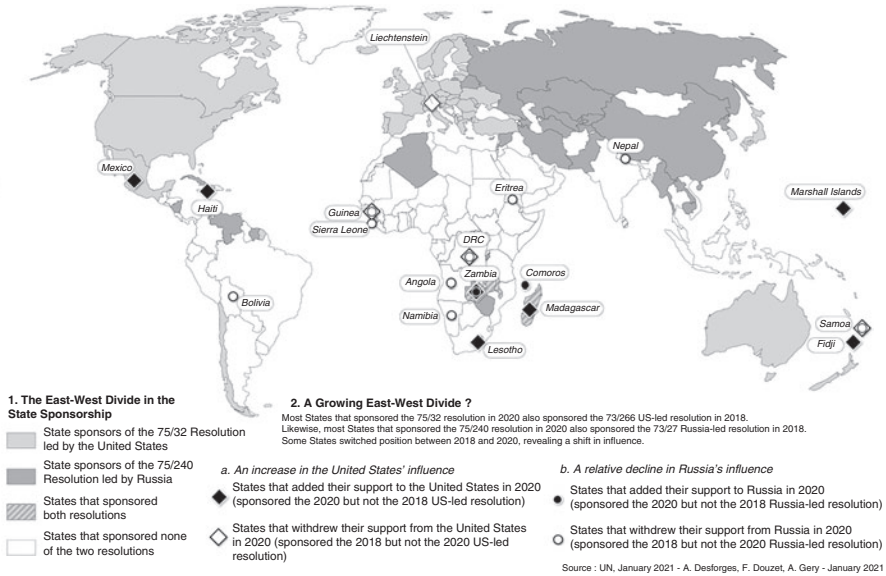 Liechtenstein
Mexico
Haiti
Nepal
Marshall Islands
Eritrea
Guinea
Sierra Leone
DRC
Zambia
Comoros
Angola
Bolivia
Madagascar
Namibia
Samoa
Fidji
Lesotho
1. The East-West Divide in the
State Sponsorship
State sponsors of the 75/32 Resolution
led by the United States
State sponsors of the 75/240
Resolution led by Russia
States that sponsored
both resolutions
States that sponsored none
of the two resolutions
2. A Growing East-West Divide ?
Most States that sponsored the 75/32 resolution in 2020 also sponsored the 73/266 US-led resolution in 2018.
Likewise, most States that sponsored the 75/240 resolution in 2020 also sponsored the 73/27 Russia-led resolution in 2018.
Some States switched position between 2018 and 2020, revealing a shift in influence.
a. An increase in the United States' influence
States that added their support to the United States in 2020
(sponsored the 2020 but not the 2018 US-led resolution)
States that withdrew their support from the United States
in 2020 (sponsored the 2018 but not the 2020 US-led
resolution)
b. A relative decline in Russia's influence
States that added their support to Russia in 2020
(sponsored the 2020 but not the 2018 Russia-led resolution)
States that withdrew their support from Russia in 2020
(sponsored the 2018 but not the 2020 Russia-led resolution)
Source : UN, January 2021 - A. Desforges, F. Douzet, A. Gery - January 2021